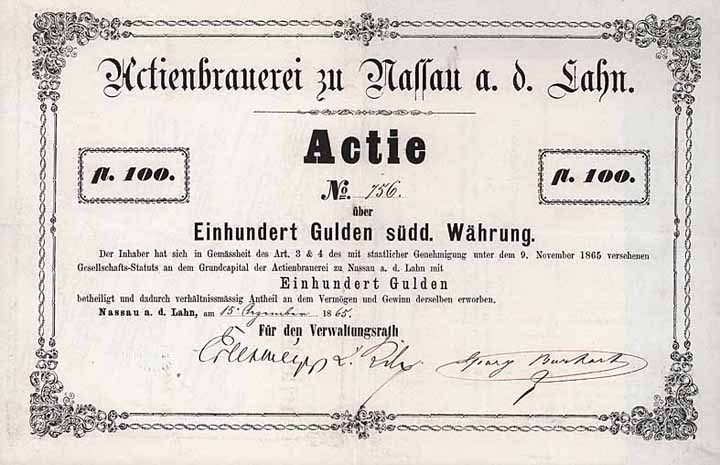 Actienbrauerei zu Nassau a. d. Lahn.
Actie
fl. 100.
fl. 100.
No. 756.
über
Einhundert Gulden südd. Währung.
Der Inhaber hat sich in Gemässheit des Art. 3 & 4 des mit staatlicher Genehmigung unter dem 9. November 1865 versehenen
Gesellschafts-Statuts an dem Grundcapital der Actienbrauerei zu Nassau a. d. Lahn mit
Einhundert Gulden
betheiligt und dadurch verhältnissmässig Antheil an dem Vermögen und Gewinn derselben erworben.
Nassau a. d. Lahn, am 15. Dezember 1865.
Für den Verwaltungsrath
Georg Burkart